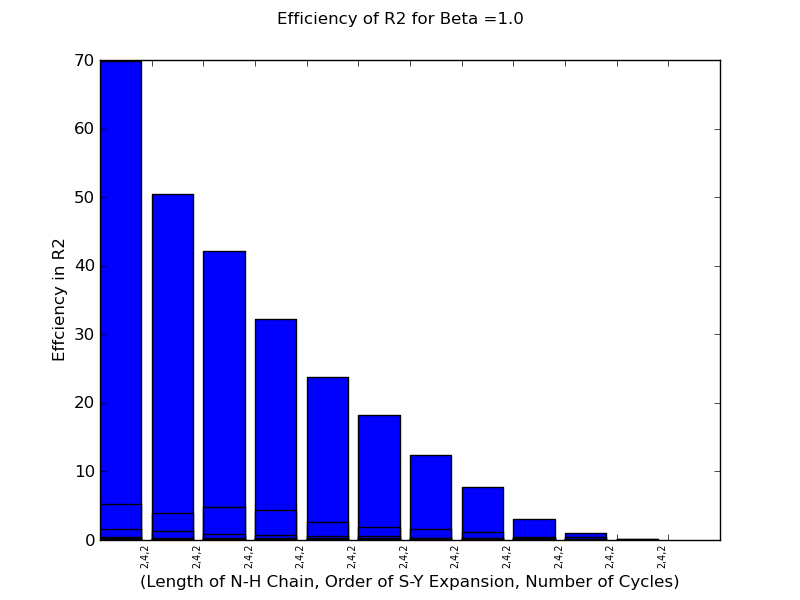 Efficiency of R2 for Beta =1.0
70
60
50
40
30
20
10
0
Effciency in R2
2,4,2 2,4,2 2,4,2 2,4,2 2,4,2 2,4,2 2,4,2 2,4,2 2,4,2 2,4,2 2,4,2
(Length of N-H Chain, Order of S-Y Expansion, Number of Cycles)